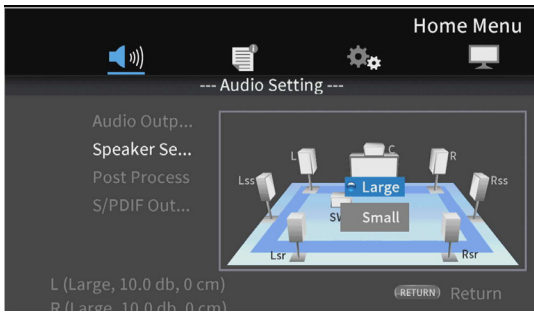 Home Menu
--- Audio Setting ---
Audio Outp...
Speaker Se...
Post Process
S/PDIF Out...
L
C
R
Lss
Rss
Large
Small
Lsr
Rsr
L (Large, 10.0 db, 0 cm)
R (Large, 10.0 db, 0 cm)
RETURN Return